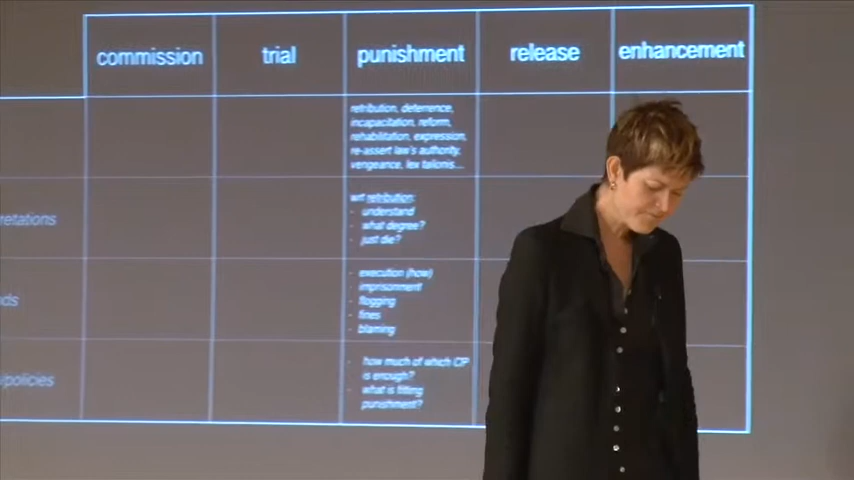 commission trial punishment release enhancement
retribution, deterrence,
incapacitation, reform,
rehabilitation, expression,
re-assert law's authority,
vengeance, lex talionis...
wrt retribution:
retations
- understand
- what degree?
- just die?
- execution (how)
- imprisonment
ds
- flogging
- fines
- blaming
- how much of which CP
is enough?
/policies
- what is fitting
punishment?